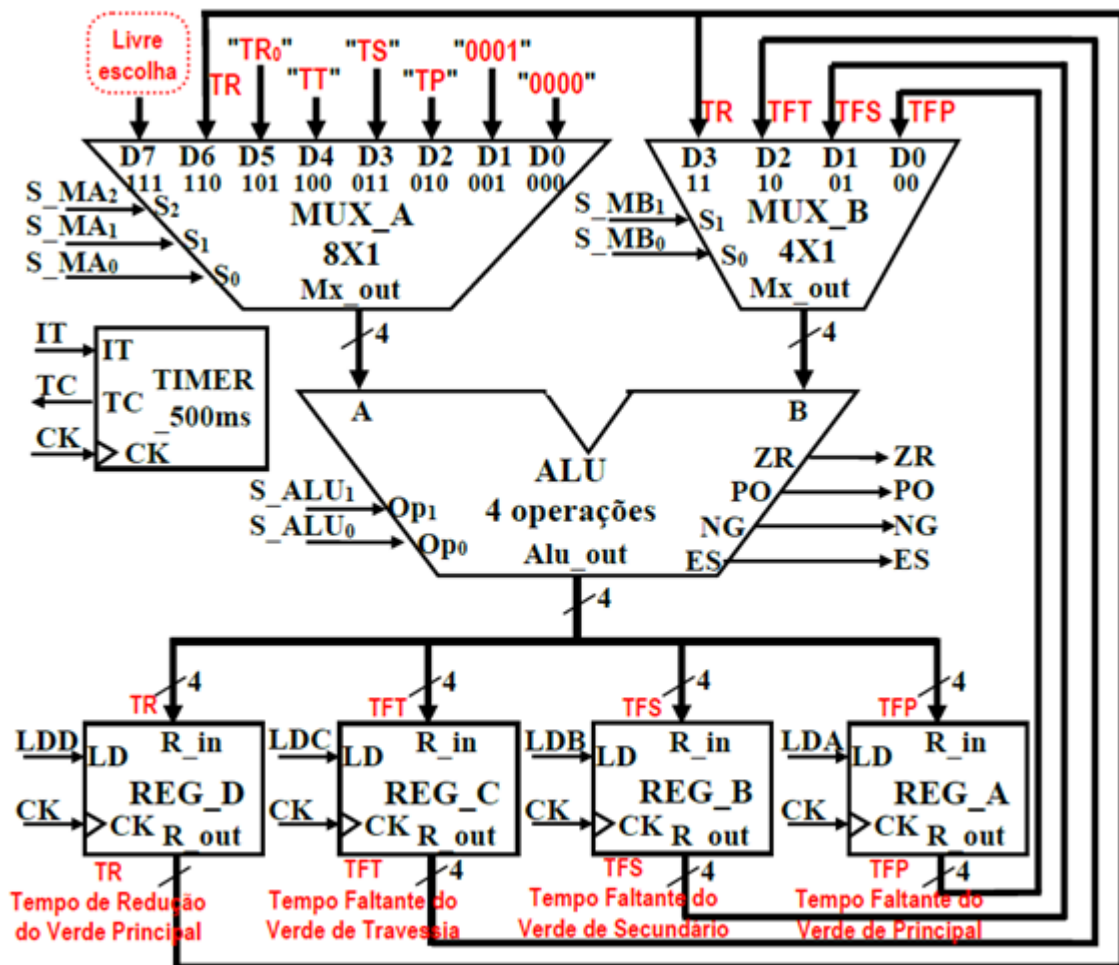 Livre
escolha
TR
"TR₀"
"TT"
"TS"
"TP"
"0001"
"0000"
TR
TFT
TFS
TFP
D7 D6 D5 D4 D3 D2 D1 D0
111 110 101 100 011 010 001 000
S_MA₂
S₂
S_MA₁
S₁
S_MA₀
S₀
MUX_A
8X1
Mx_out
4
D3 D2 D1 D0
11 10 01 00
S_MB₁
S₁
S_MB₀
S₀
MUX_B
4X1
Mx_out
4
IT
IT
TC
TC
TIMER
_500ms
CK
CK
A
B
ALU
4 operações
Alu_out
S_ALU₁
Op₁
S_ALU₀
Op₀
ZR
ZR
PO
PO
NG
NG
ES
ES
4
4
4
4
4
TR
TFT
TFS
TFP
LDD
LD
R_in
REG_D
CK
CK
R_out
LDC
LD
R_in
REG_C
CK
CK
R_out
LDB
LD
R_in
REG_B
CK
CK
R_out
LDA
LD
R_in
REG_A
CK
CK
R_out
TR
Tempo de Redução
do Verde Principal
TFT
4
Tempo Faltante do
Verde de Travessia
TFS
4
Tempo Faltante do
Verde de Secundário
TFP
4
Tempo Faltante do
Verde de Principal